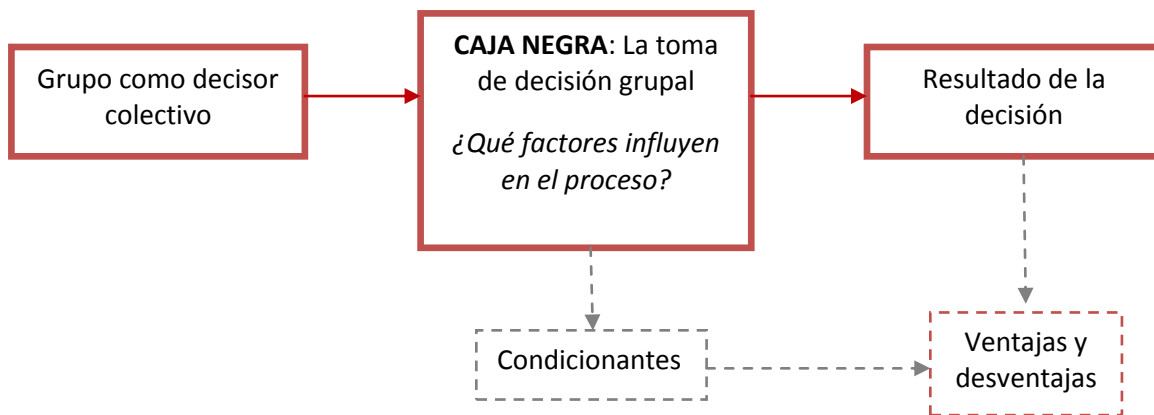 Grupo como decisor
colectivo
CAJA NEGRA: La toma
de decisión grupal
¿Qué factores influyen
en el proceso?
Resultado de la
decisión
Condicionantes
Ventajas y
desventajas